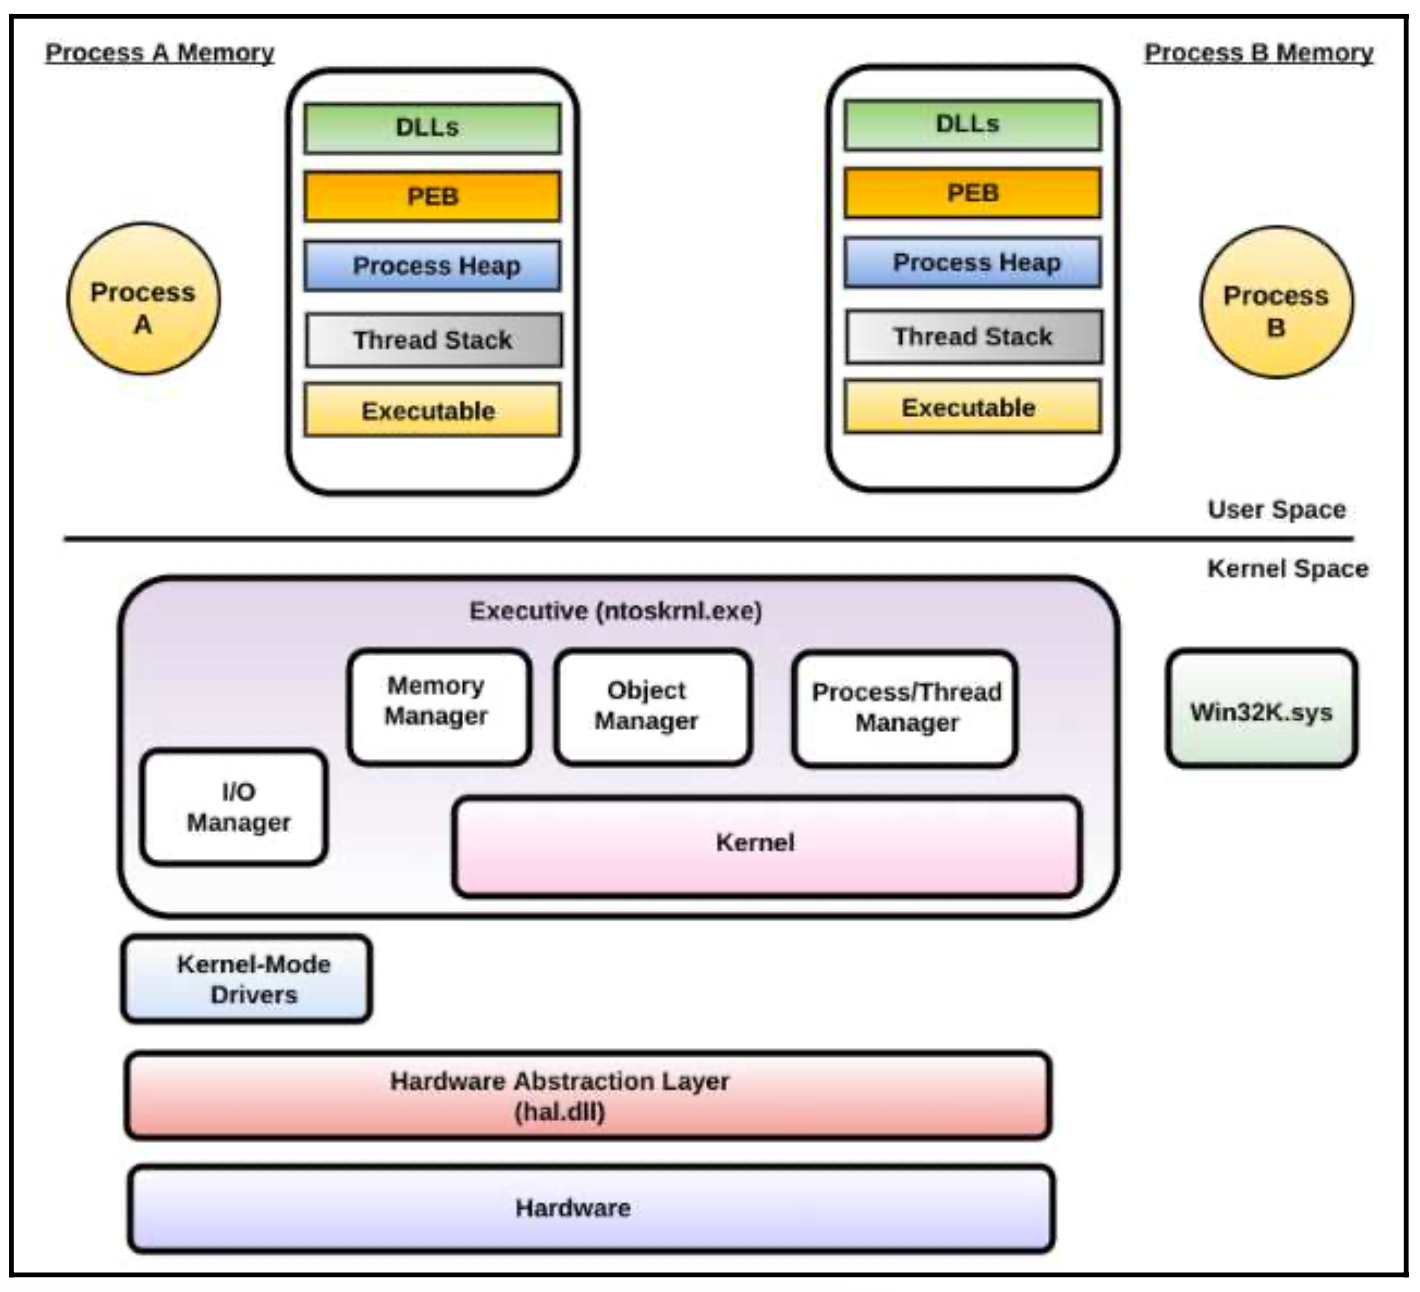 Process A Memory
Process B Memory
DLLs
PEB
Process Heap
Thread Stack
Executable
Process
A
DLLs
PEB
Process Heap
Thread Stack
Executable
Process
B
User Space
Kernel Space
Executive (ntoskrnl.exe)
Memory
Manager
Object
Manager
Process/Thread
Manager
Win32K.sys
I/O
Manager
Kernel
Kernel-Mode
Drivers
Hardware Abstraction Layer
(hal.dll)
Hardware